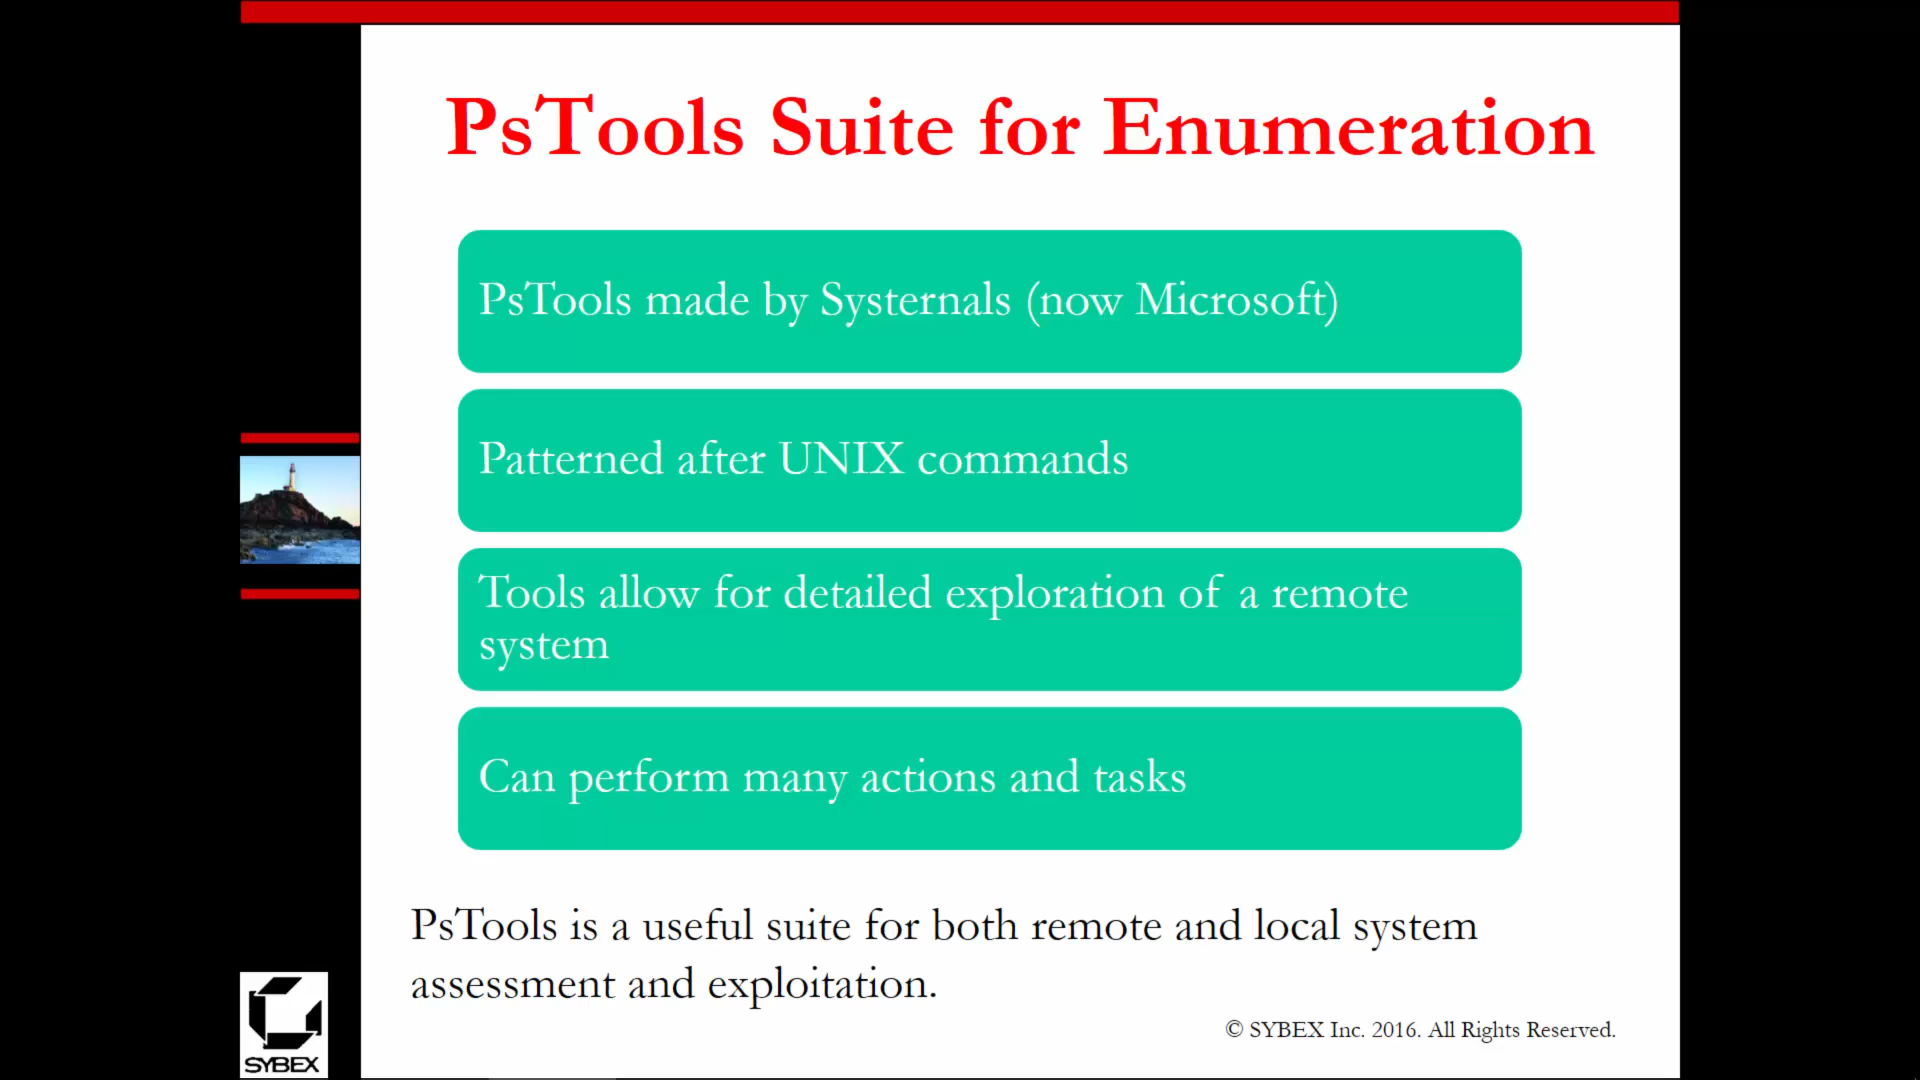 PsTools Suite for Enumeration
PsTools made by Systernals (now Microsoft)
Patterned after UNIX commands
Tools allow for detailed exploration of a remote
system
Can perform many actions and tasks
PsTools is a useful suite for both remote and local system
assessment and exploitation.
© SYBEX Inc. 2016. All Rights Reserved.
SYBEX